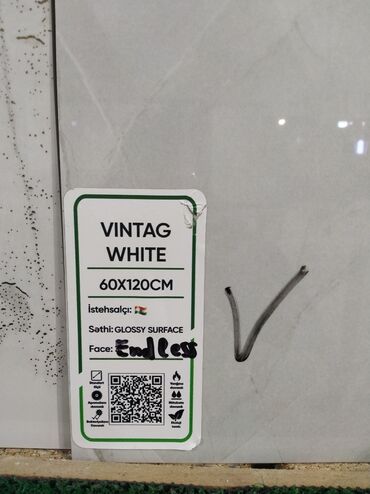 VINTAG
WHITE
60X120CM
İstehsalçı:
Səthi: GLOSSY SURFACE
Face: Endless
V